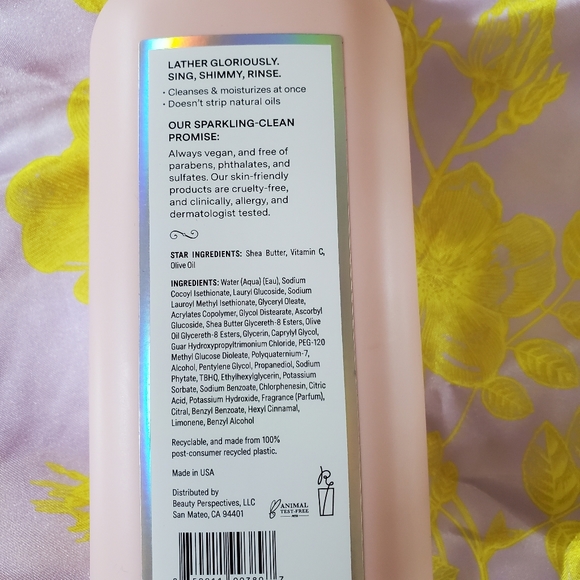 LATHER GLORIOUSLY.
SING, SHIMMY, RINSE.
• Cleanses & moisturizes at once
• Doesn't strip natural oils
OUR SPARKLING-CLEAN
PROMISE:
Always vegan, and free of
parabens, phthalates, and
sulfates. Our skin-friendly
products are cruelty-free,
and clinically, allergy, and
dermatologist tested.
STAR INGREDIENTS: Shea Butter, Vitamin C,
Olive Oil
INGREDIENTS: Water (Aqua) (Eau), Sodium
Cocoyl Isethionate, Lauryl Glucoside, Sodium
Lauroyl Methyl Isethionate, Glyceryl Oleate,
Acrylates Copolymer, Glycol Distearate, Ascorbyl
Glucoside, Shea Butter Glycereth-8 Esters, Olive
Oil Glycereth-8 Esters, Glycerin, Caprylyl Glycol,
Guar Hydroxypropyltrimonium Chloride, PEG-120
Methyl Glucose Dioleate, Polyquaternium-7,
Alcohol, Pentylene Glycol, Propanediol, Sodium
Phytate, TBHQ, Ethylhexylglycerin, Potassium
Sorbate, Sodium Benzoate, Chlorphenesin, Citric
Acid, Potassium Hydroxide, Fragrance (Parfum),
Citral, Benzyl Benzoate, Hexyl Cinnamal,
Limonene, Benzyl Alcohol
Recyclable, and made from 100%
post-consumer recycled plastic.
Made in USA
Distributed by
Beauty Perspectives, LLC
San Mateo, CA 94401
ANIMAL
TEST-FREE